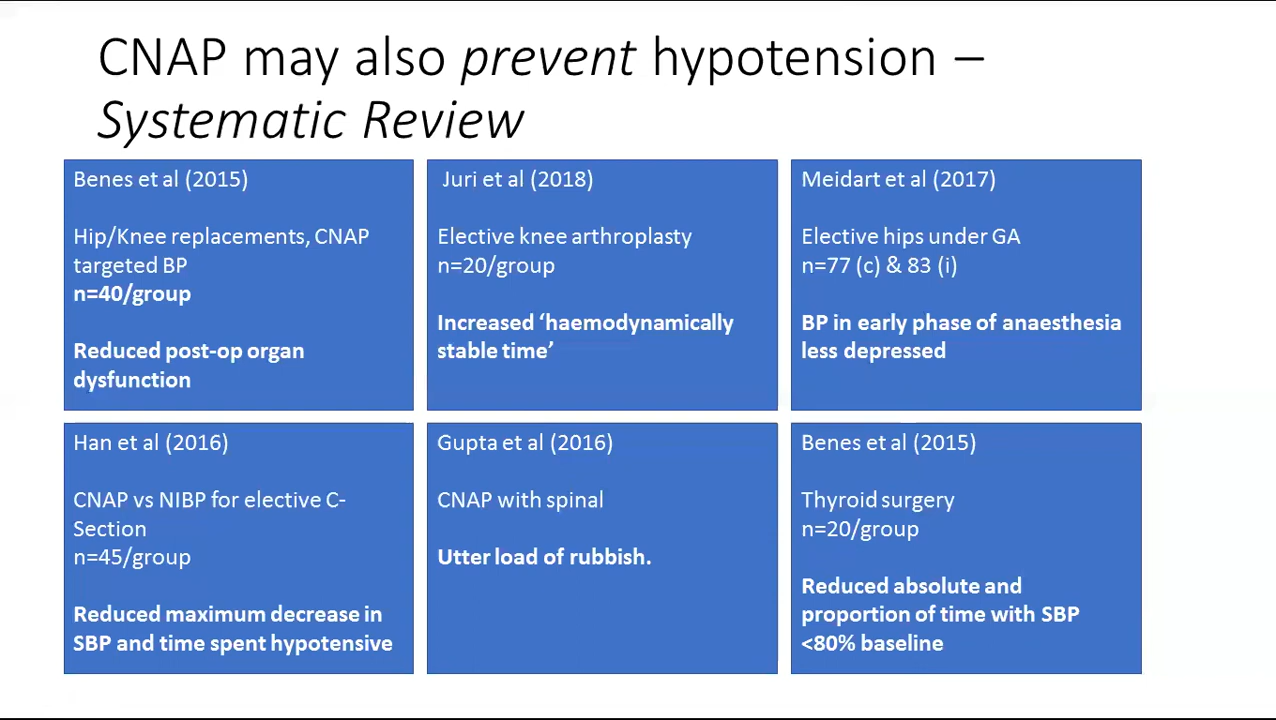 CNAP may also prevent hypotension –
Systematic Review
Benes et al (2015)
Hip/Knee replacements, CNAP
targeted BP
n=40/group
Reduced post-op organ
dysfunction
Juri et al (2018)
Elective knee arthroplasty
n=20/group
Increased ‘haemodynamically
stable time’
Meidart et al (2017)
Elective hips under GA
n=77 (c) & 83 (i)
BP in early phase of anaesthesia
less depressed
Han et al (2016)
CNAP vs NIBP for elective C-
Section
n=45/group
Reduced maximum decrease in
SBP and time spent hypotensive
Gupta et al (2016)
CNAP with spinal
Utter load of rubbish.
Benes et al (2015)
Thyroid surgery
n=20/group
Reduced absolute and
proportion of time with SBP
<80% baseline